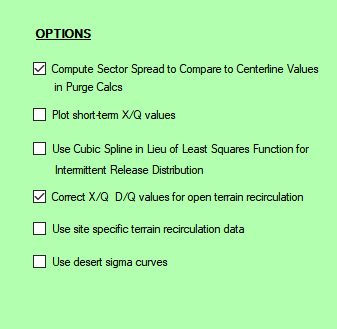 OPTIONS
Compute Sector Spread to Compare to Centerline Values
in Purge Calcs
Plot short-term X/Q values
Use Cubic Spline in Lieu of Least Squares Function for
Intermittent Release Distribution
Correct X/Q D/Q values for open terrain recirculation
Use site specific terrain recirculation data
Use desert sigma curves